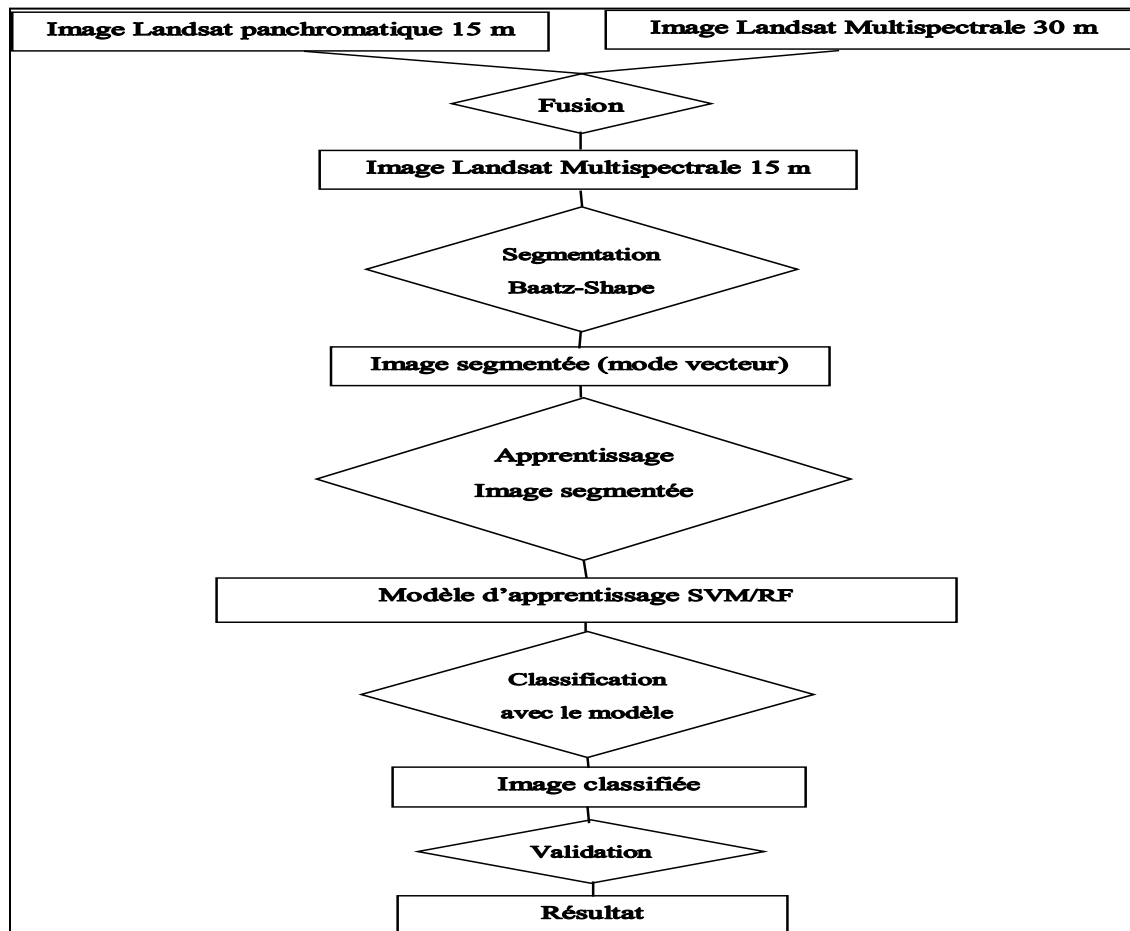 Image Landsat panchromatique 15 m
Image Landsat Multispectrale 30 m
Fusion
Image Landsat Multispectrale 15 m
Segmentation
Baatz-Shape
Image segmentée (mode vecteur)
Apprentissage
Image segmentée
Modèle d'apprentissage SVM/RF
Classification
avec le modèle
Image classifiée
Validation
Résultat